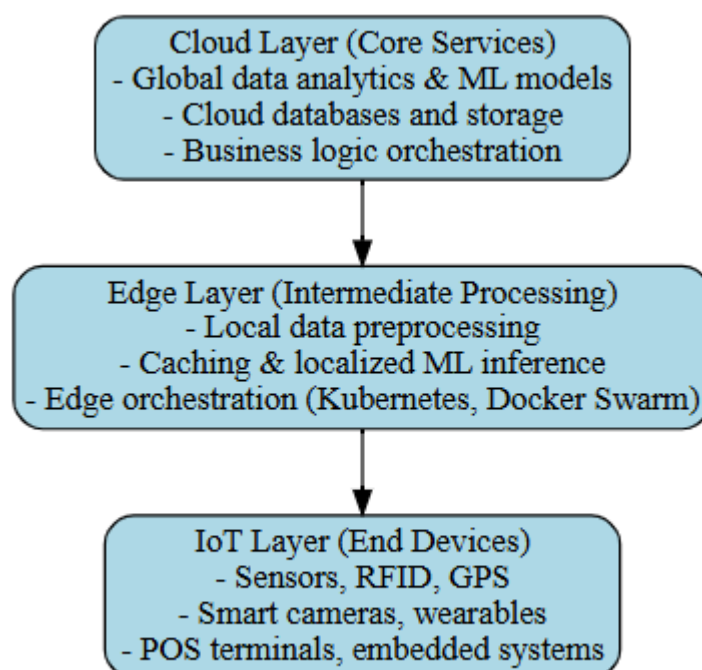 Cloud Layer (Core Services)
- Global data analytics & ML models
- Cloud databases and storage
- Business logic orchestration
Edge Layer (Intermediate Processing)
- Local data preprocessing
- Caching & localized ML inference
- Edge orchestration (Kubernetes, Docker Swarm)
IoT Layer (End Devices)
- Sensors, RFID, GPS
- Smart cameras, wearables
- POS terminals, embedded systems